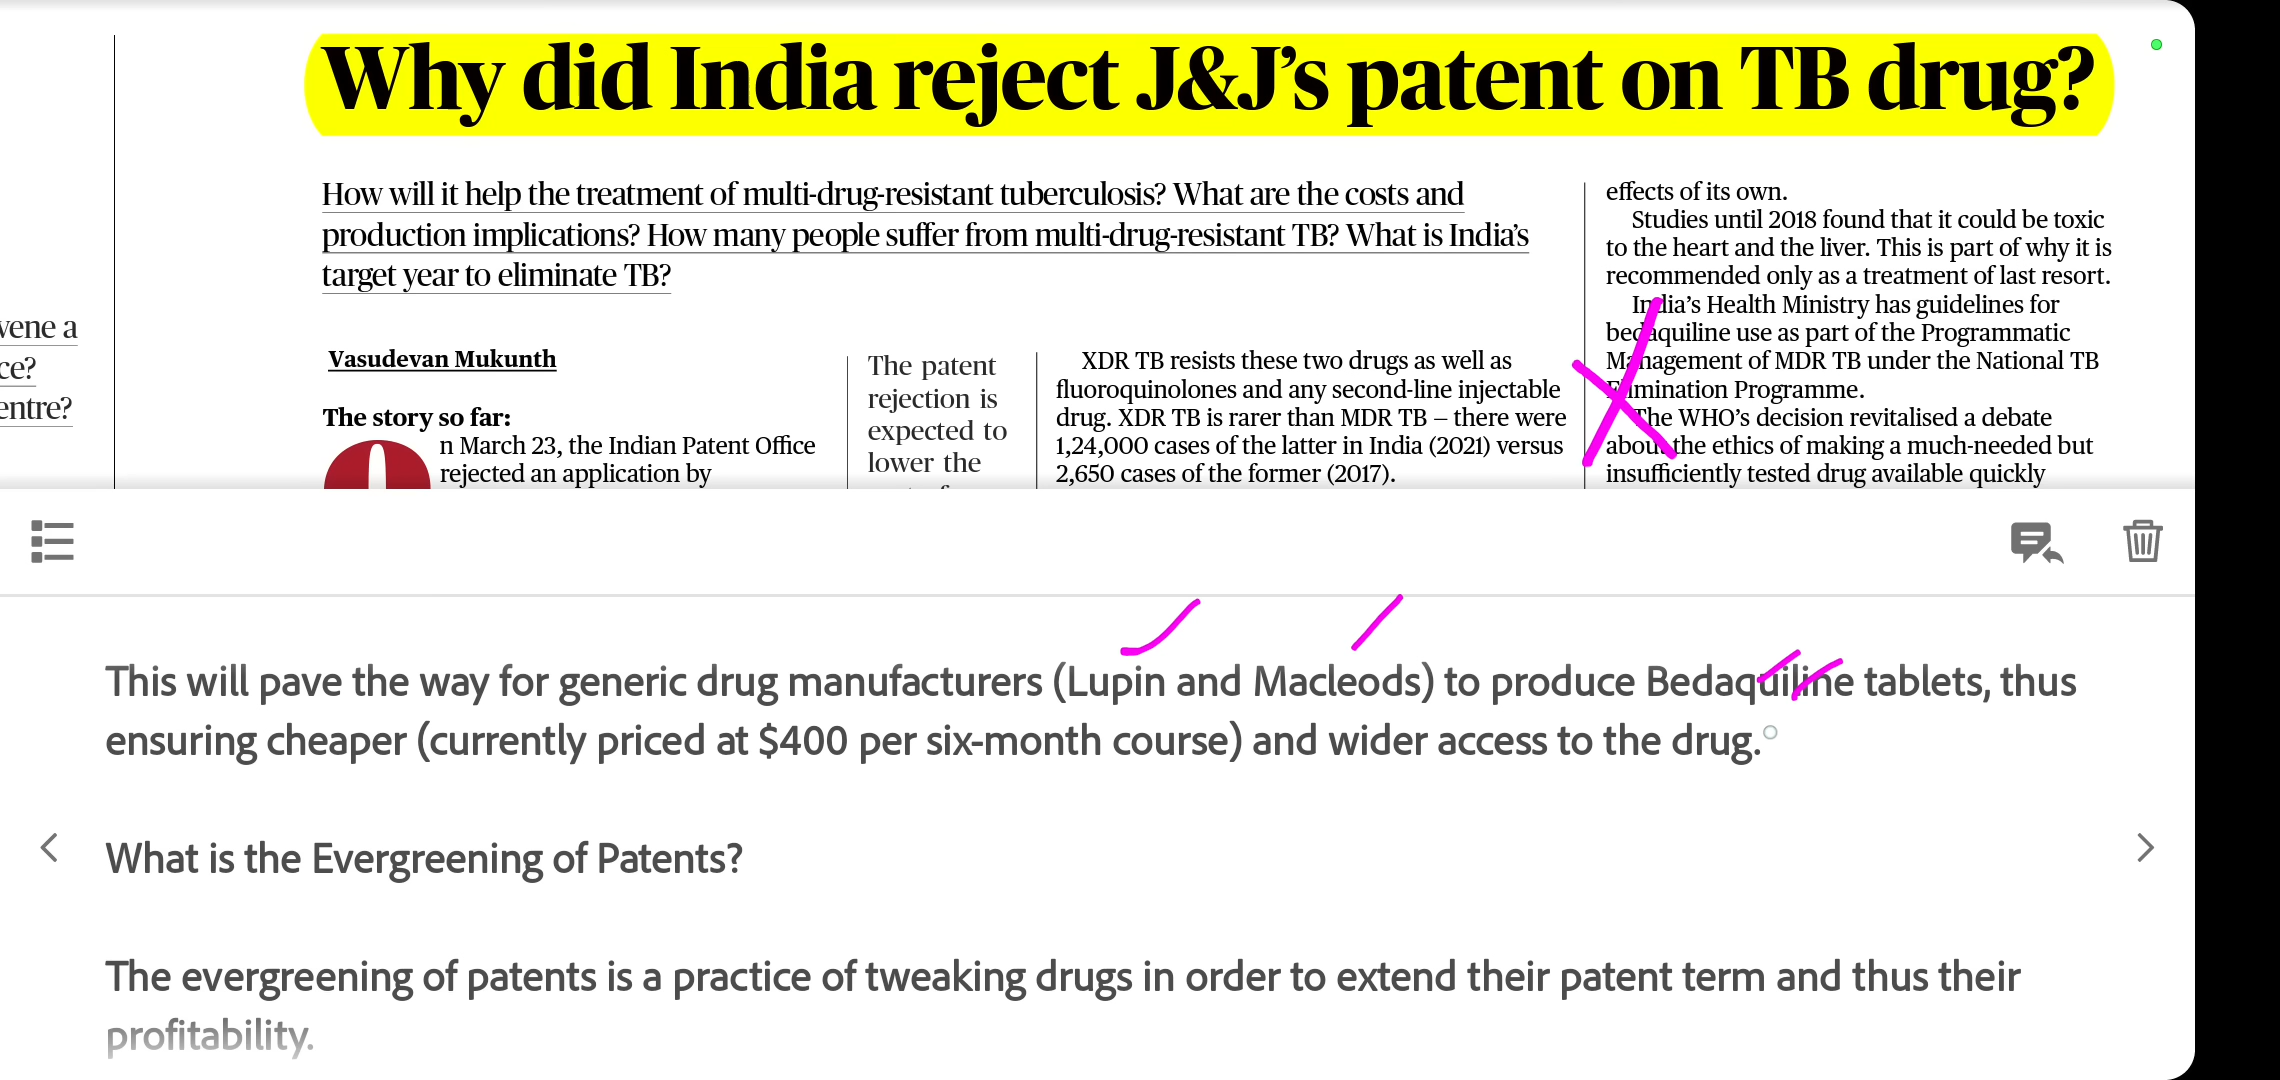 Why did India reject J&J's patent on TB drug?
How will it help the treatment of multi-drug-resistant tuberculosis? What are the costs and
production implications? How many people suffer from multi-drug-resistant TB? What is India's
target year to eliminate TB?
vene a
ce?
entre?
Vasudevan Mukunth
The story so far:
On March 23, the Indian Patent Office
rejected an application by
The patent
rejection is
expected to
lower the
XDR TB resists these two drugs as well as
fluoroquinolones and any second-line injectable
drug. XDR TB is rarer than MDR TB – there were
1,24,000 cases of the latter in India (2021) versus
2,650 cases of the former (2017).
effects of its own.
Studies until 2018 found that it could be toxic
to the heart and the liver. This is part of why it is
recommended only as a treatment of last resort.
India's Health Ministry has guidelines for
bedaquiline use as part of the Programmatic
Management of MDR TB under the National TB
Elimination Programme.
The WHO's decision revitalised a debate
about the ethics of making a much-needed but
insufficiently tested drug available quickly
This will pave the way for generic drug manufacturers (Lupin and Macleods) to produce Bedaquiline tablets, thus
ensuring cheaper (currently priced at $400 per six-month course) and wider access to the drug.
What is the Evergreening of Patents?
The evergreening of patents is a practice of tweaking drugs in order to extend their patent term and thus their
profitability.